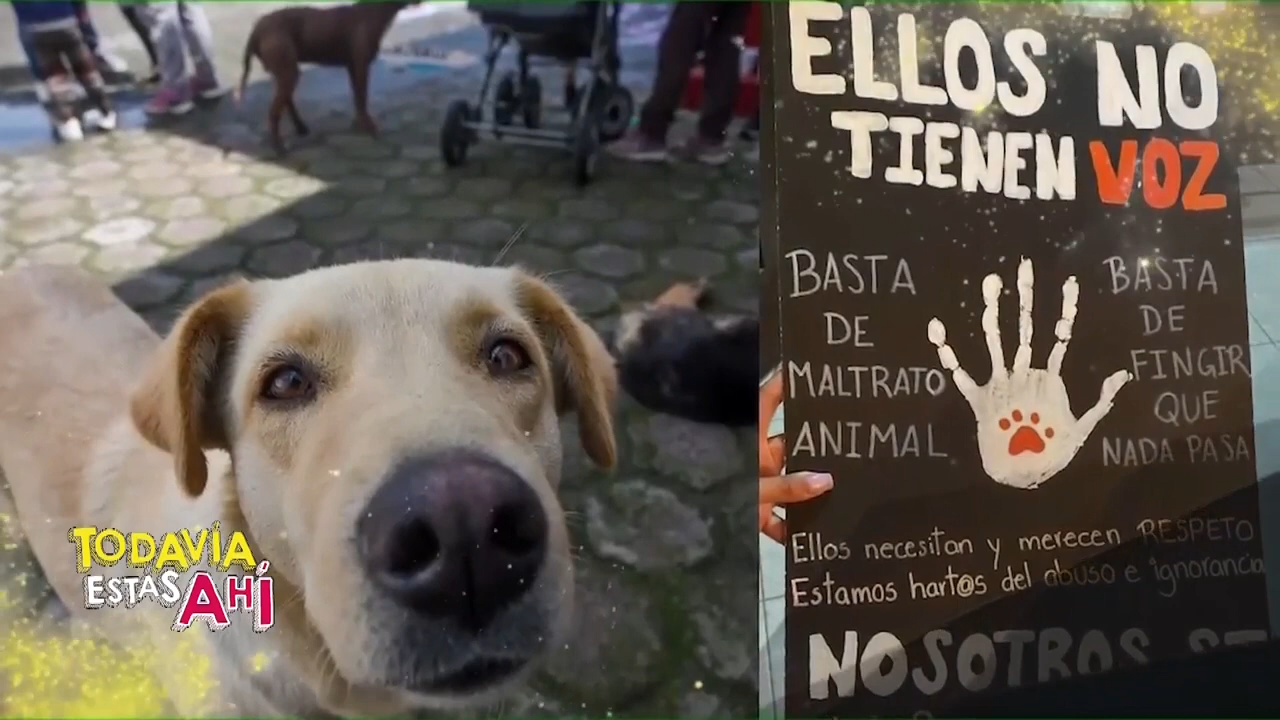 ELLOS NO
TIENEN VOZ
BASTA
DE
MALTRATO
ANIMAL
BASTA
DE
FINGIR
QUE
NADA PASA
Ellos necesitan y merecen RESPETO
Estamos hart@s del abuso e ignorancia
NOSOTROS
TODAVÍA
ESTAS AHÍ